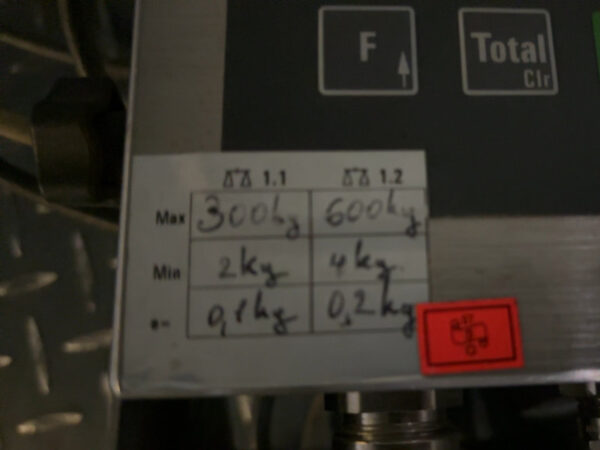 F
Total
Clr
1.1 1.2
Max 300kg 600kg
Min 2kg 4kg
e= 0,1kg 0,2kg